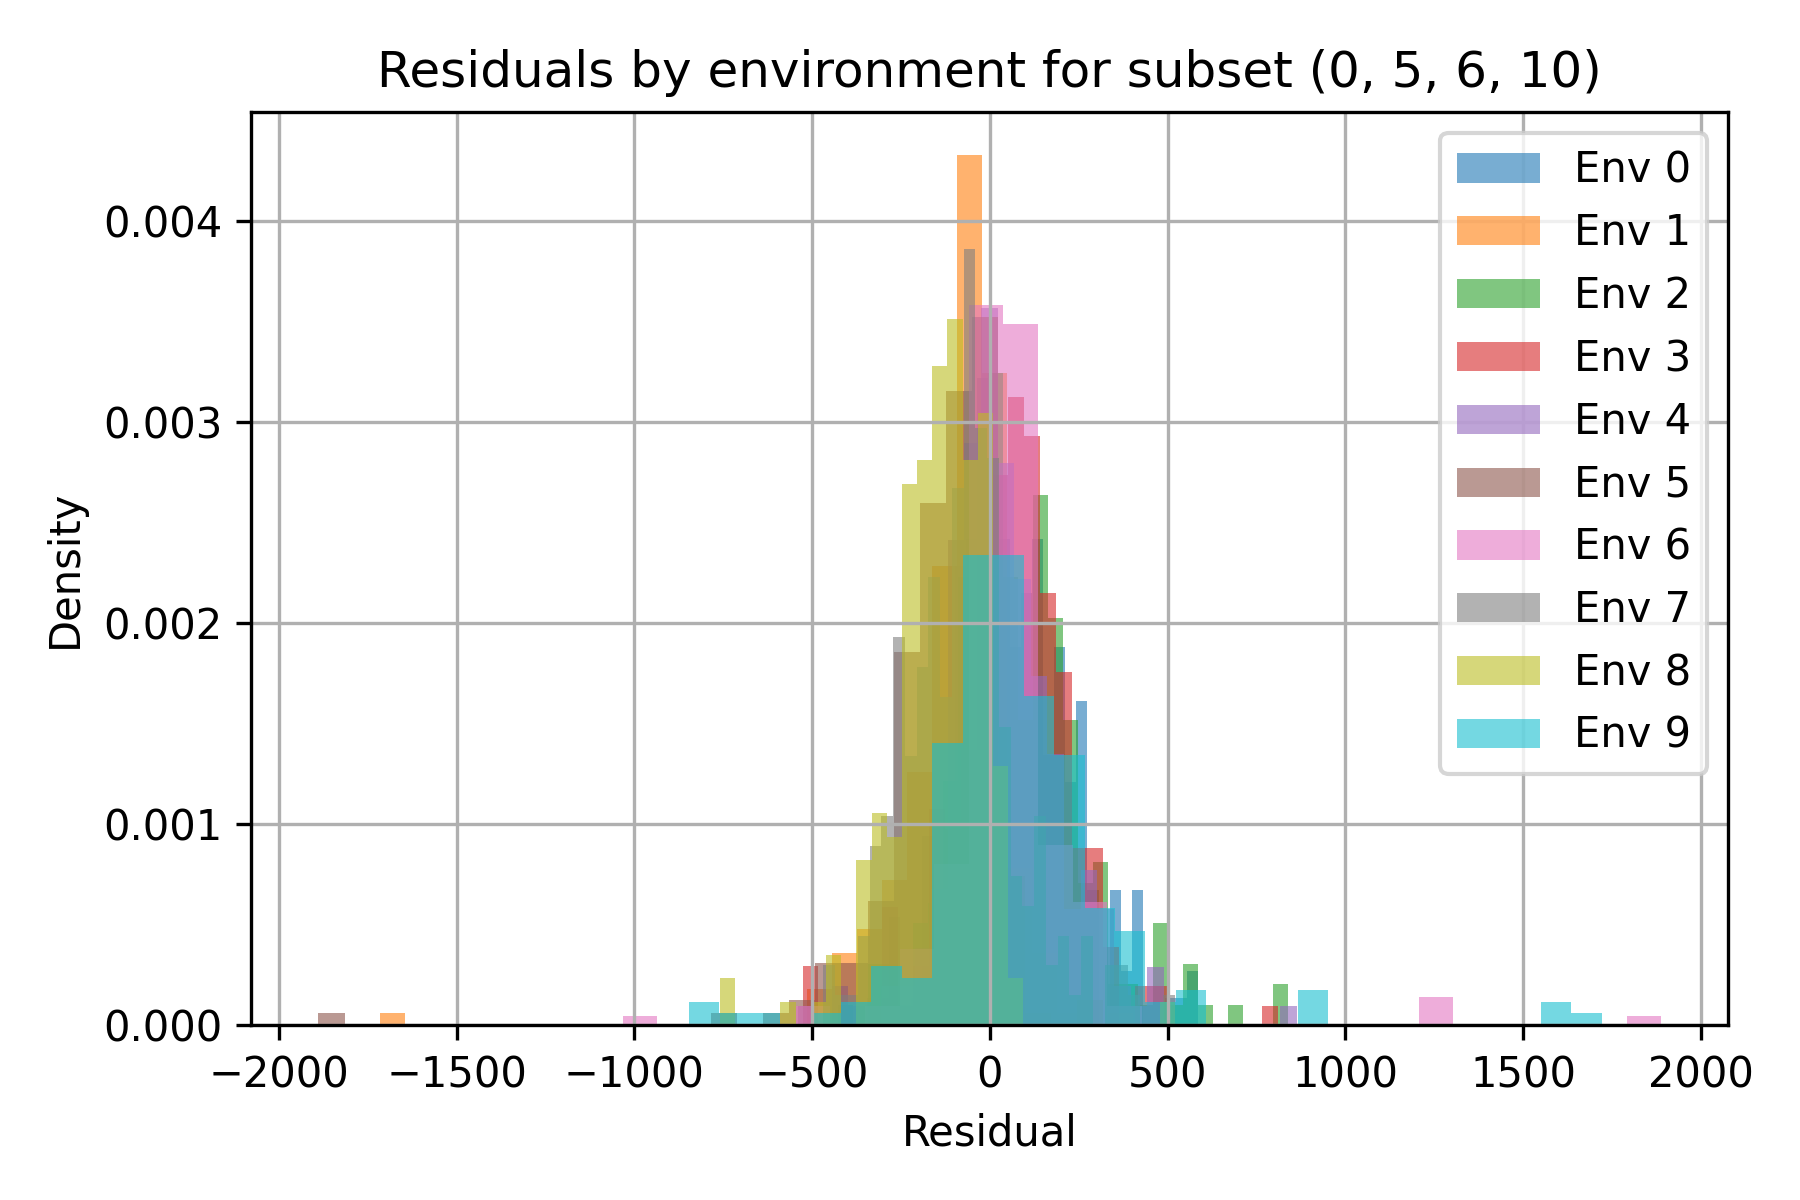 Residuals by environment for subset (0, 5, 6, 10)
Density
0.004
0.003
0.002
0.001
0.000
−2000
−1500
−1000
−500
0
500
1000
1500
2000
Residual
Env 0
Env 1
Env 2
Env 3
Env 4
Env 5
Env 6
Env 7
Env 8
Env 9